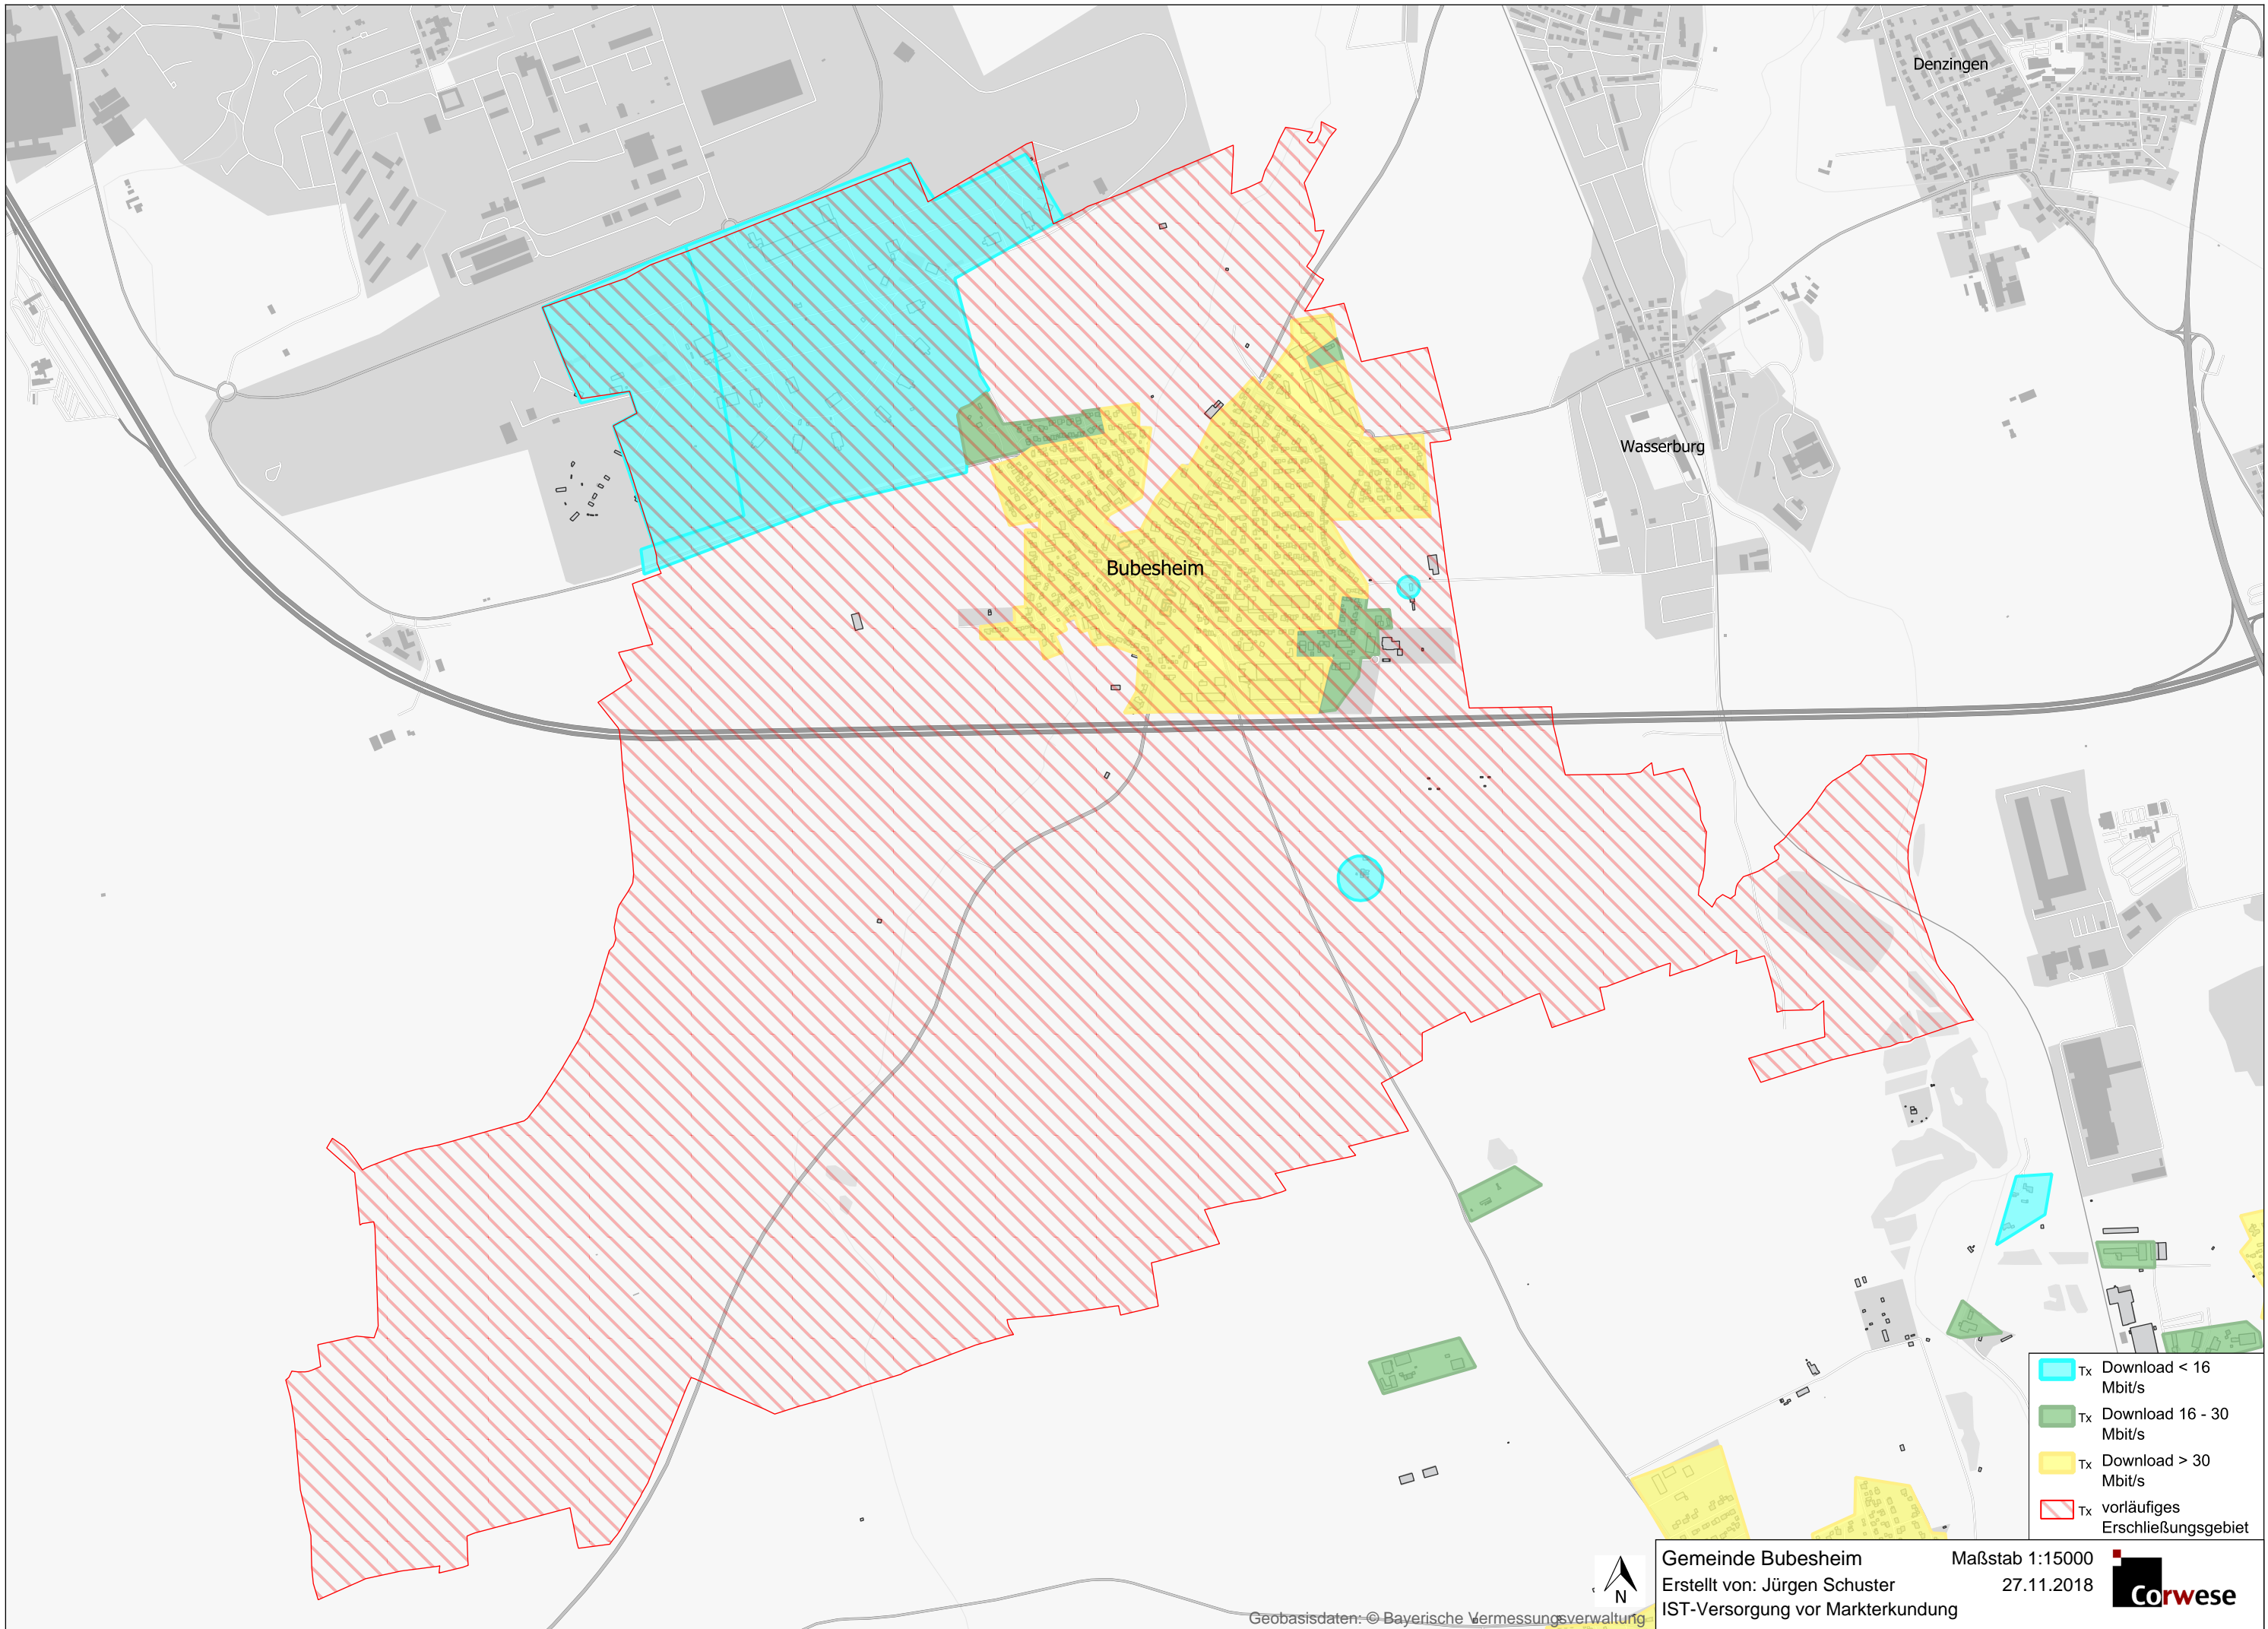 Denzingen
Wasserburg
Bubesheim
Tx Download < 16
Mbit/s
Tx Download 16 - 30
Mbit/s
Tx Download > 30
Mbit/s
Tx vorläufiges
Erschließungsgebiet
N
Gemeinde Bubesheim Maßstab 1:15000
Erstellt von: Jürgen Schuster 27.11.2018
IST-Versorgung vor Markterkundung
Corwese
Geobasisdaten: © Bayerische Vermessungsverwaltung